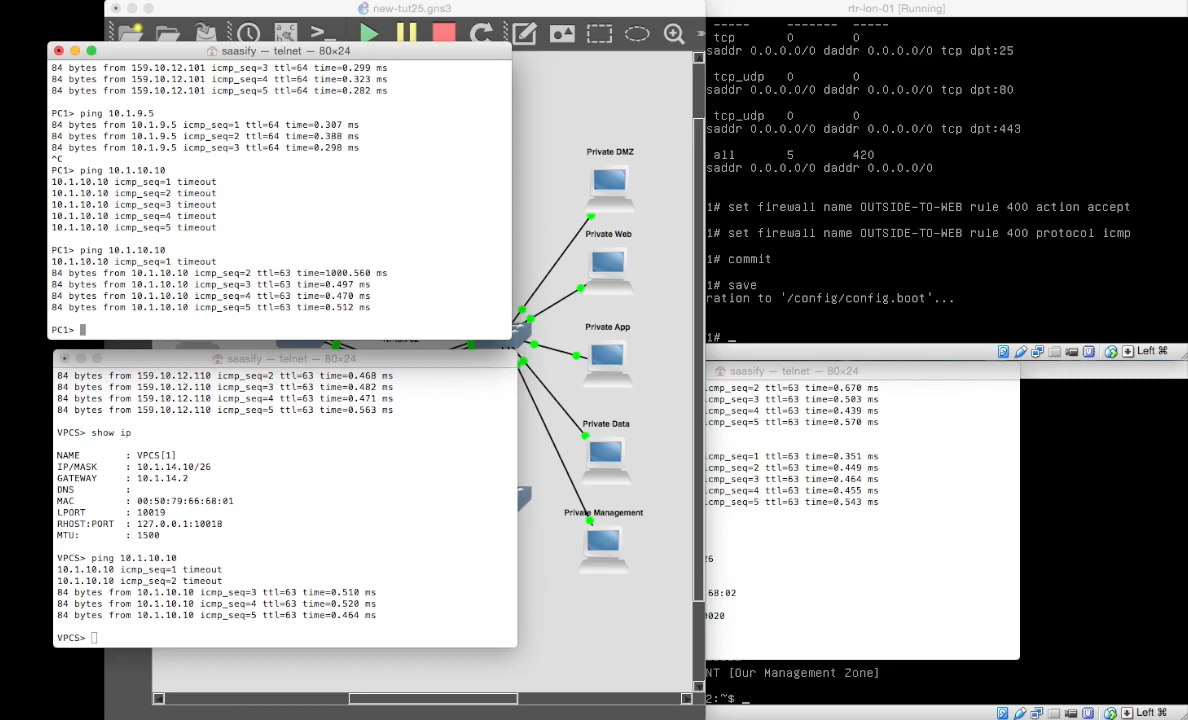 new-tut25.gns3
rtr-lon-01 [Running]
saasify — telnet — 80×24
84 bytes from 159.10.12.101 icmp_seq=3 ttl=64 time=0.299 ms
84 bytes from 159.10.12.101 icmp_seq=4 ttl=64 time=0.323 ms
84 bytes from 159.10.12.101 icmp_seq=5 ttl=64 time=0.282 ms
PC1> ping 10.1.9.5
84 bytes from 10.1.9.5 icmp_seq=1 ttl=64 time=0.307 ms
84 bytes from 10.1.9.5 icmp_seq=2 ttl=64 time=0.388 ms
84 bytes from 10.1.9.5 icmp_seq=3 ttl=64 time=0.298 ms
^C
PC1> ping 10.1.10.10
10.1.10.10 icmp_seq=1 timeout
10.1.10.10 icmp_seq=2 timeout
10.1.10.10 icmp_seq=3 timeout
10.1.10.10 icmp_seq=4 timeout
10.1.10.10 icmp_seq=5 timeout
PC1> ping 10.1.10.10
10.1.10.10 icmp_seq=1 timeout
84 bytes from 10.1.10.10 icmp_seq=2 ttl=63 time=1000.560 ms
84 bytes from 10.1.10.10 icmp_seq=3 ttl=63 time=0.497 ms
84 bytes from 10.1.10.10 icmp_seq=4 ttl=63 time=0.470 ms
84 bytes from 10.1.10.10 icmp_seq=5 ttl=63 time=0.512 ms
PC1>
saasify — telnet — 80×24
84 bytes from 159.10.12.110 icmp_seq=2 ttl=63 time=0.468 ms
84 bytes from 159.10.12.110 icmp_seq=3 ttl=63 time=0.482 ms
84 bytes from 159.10.12.110 icmp_seq=4 ttl=63 time=0.471 ms
84 bytes from 159.10.12.110 icmp_seq=5 ttl=63 time=0.563 ms
VPCS> show ip
NAME : VPCS[1]
IP/MASK : 10.1.14.10/26
GATEWAY : 10.1.14.2
DNS :
MAC : 00:50:79:66:68:01
LPORT : 10019
RHOST:PORT : 127.0.0.1:10018
MTU: : 1500
VPCS> ping 10.1.10.10
10.1.10.10 icmp_seq=1 timeout
10.1.10.10 icmp_seq=2 timeout
84 bytes from 10.1.10.10 icmp_seq=3 ttl=63 time=0.510 ms
84 bytes from 10.1.10.10 icmp_seq=4 ttl=63 time=0.520 ms
84 bytes from 10.1.10.10 icmp_seq=5 ttl=63 time=0.464 ms
VPCS>
Private DMZ
Private Web
Private App
Private Data
Private Management
tcp 0 0
saddr 0.0.0.0/0 daddr 0.0.0.0/0 tcp dpt:25
tcp_udp 0 0
saddr 0.0.0.0/0 daddr 0.0.0.0/0 dpt:80
tcp_udp 0 0
saddr 0.0.0.0/0 daddr 0.0.0.0/0 tcp dpt:443
all 5 420
saddr 0.0.0.0/0 daddr 0.0.0.0/0
1# set firewall name OUTSIDE-TO-WEB rule 400 action accept
1# set firewall name OUTSIDE-TO-WEB rule 400 protocol icmp
1# commit
1# save
ration to '/config/config.boot'...
1# _
Left ⌘
saasify — telnet — 80×24
icmp_seq=2 ttl=63 time=0.670 ms
icmp_seq=3 ttl=63 time=0.503 ms
icmp_seq=4 ttl=63 time=0.439 ms
icmp_seq=5 ttl=63 time=0.570 ms
icmp_seq=1 ttl=63 time=0.351 ms
icmp_seq=2 ttl=63 time=0.449 ms
icmp_seq=3 ttl=63 time=0.464 ms
icmp_seq=4 ttl=63 time=0.455 ms
icmp_seq=5 ttl=63 time=0.543 ms
26
68:02
0020
NT [Our Management Zone]
2:~$ _
Left ⌘